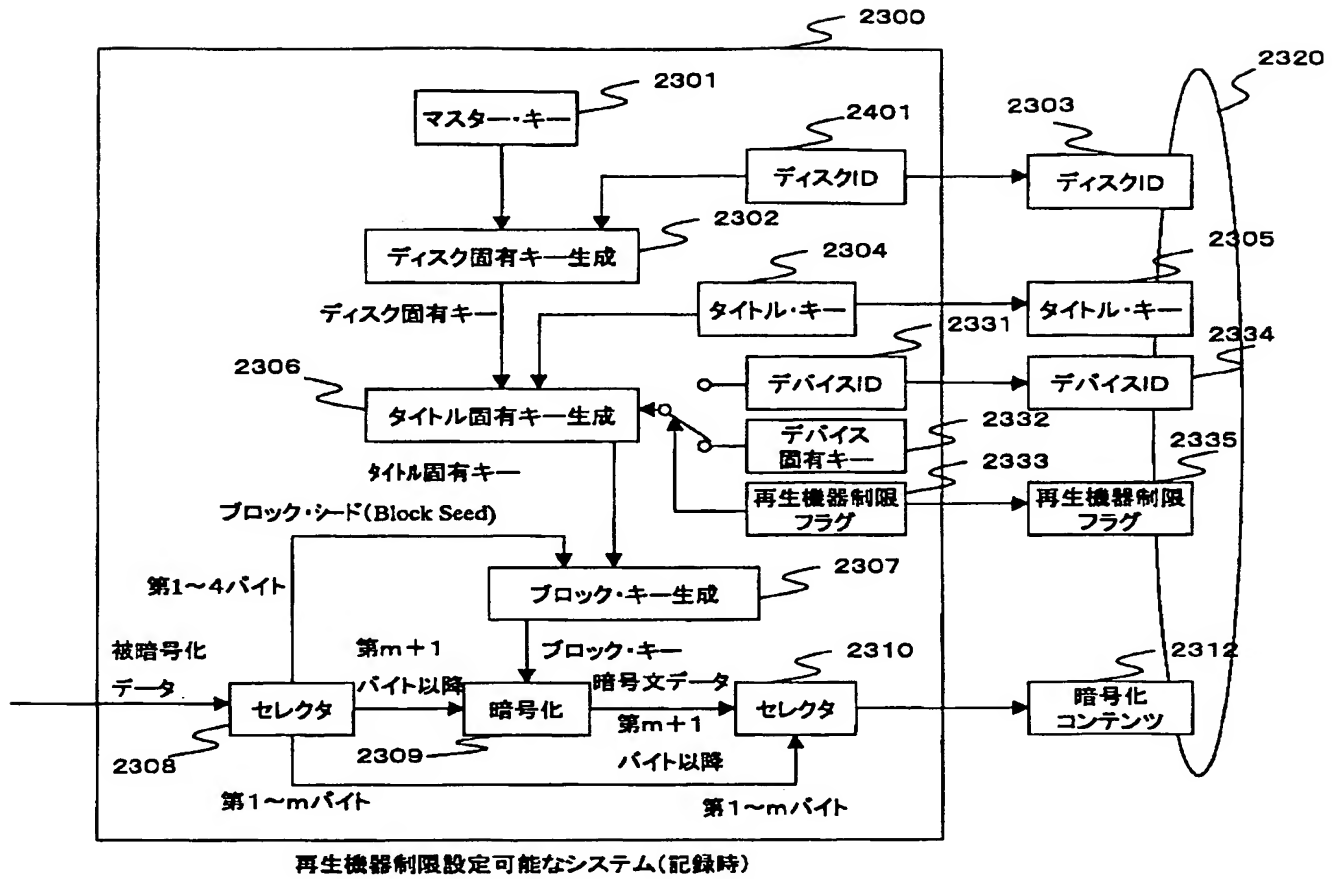 2300
2320
2301
マスター・キー
2401
ディスクID
2303
ディスクID
2302
ディスク固有キー生成
ディスク固有キー
2304
タイトル・キー
2305
タイトル・キー
2331
デバイスID
2334
デバイスID
2306
タイトル固有キー生成
タイトル固有キー
2332
デバイス
固有キー
2333
再生機器制限
フラグ
2335
再生機器制限
フラグ
ブロック・シード(Block Seed)
第1~4バイト
2307
ブロック・キー生成
ブロック・キー
被暗号化
データ
セレクタ
2308
第m+1
バイト以降
暗号化
2309
暗号文データ
第m+1
バイト以降
2310
セレクタ
2312
暗号化
コンテンツ
第1~mバイト
第1~mバイト
再生機器制限設定可能なシステム(記録時)